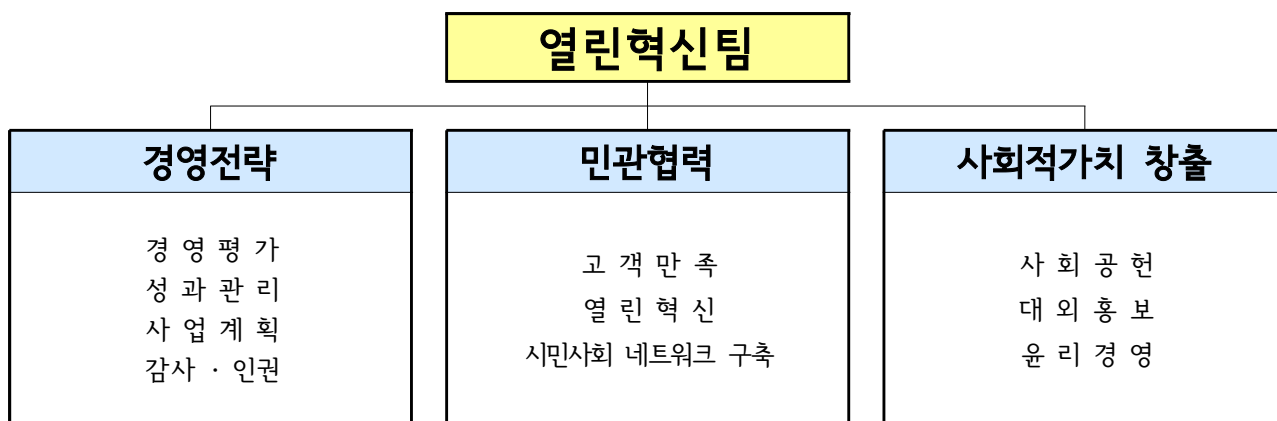 열린혁신팀
경영전략
경영평가
성과관리
사업계획
감사 · 인권
민관협력
고객만족
열린혁신
시민사회 네트워크 구축
사회적가치 창출
사회공헌
대외홍보
윤리경영